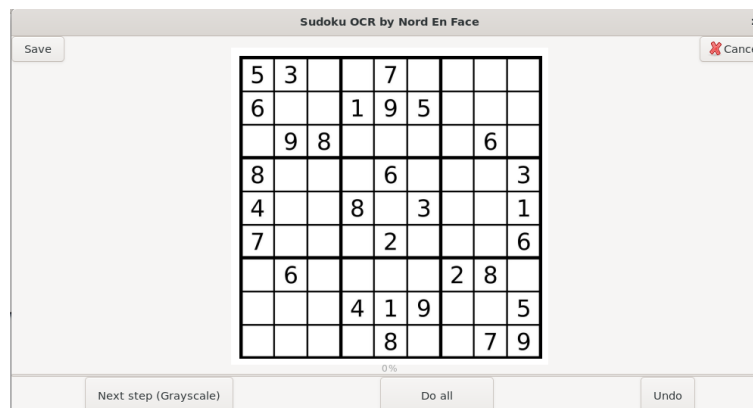 Sudoku OCR by Nord En Face
Save
Cance
5 3 7
6 1 9 5
9 8 6
8 6 3
4 8 3 1
7 2 6
6 2 8
4 1 9 5
8 7 9
0%
Next step (Grayscale) Do all Undo